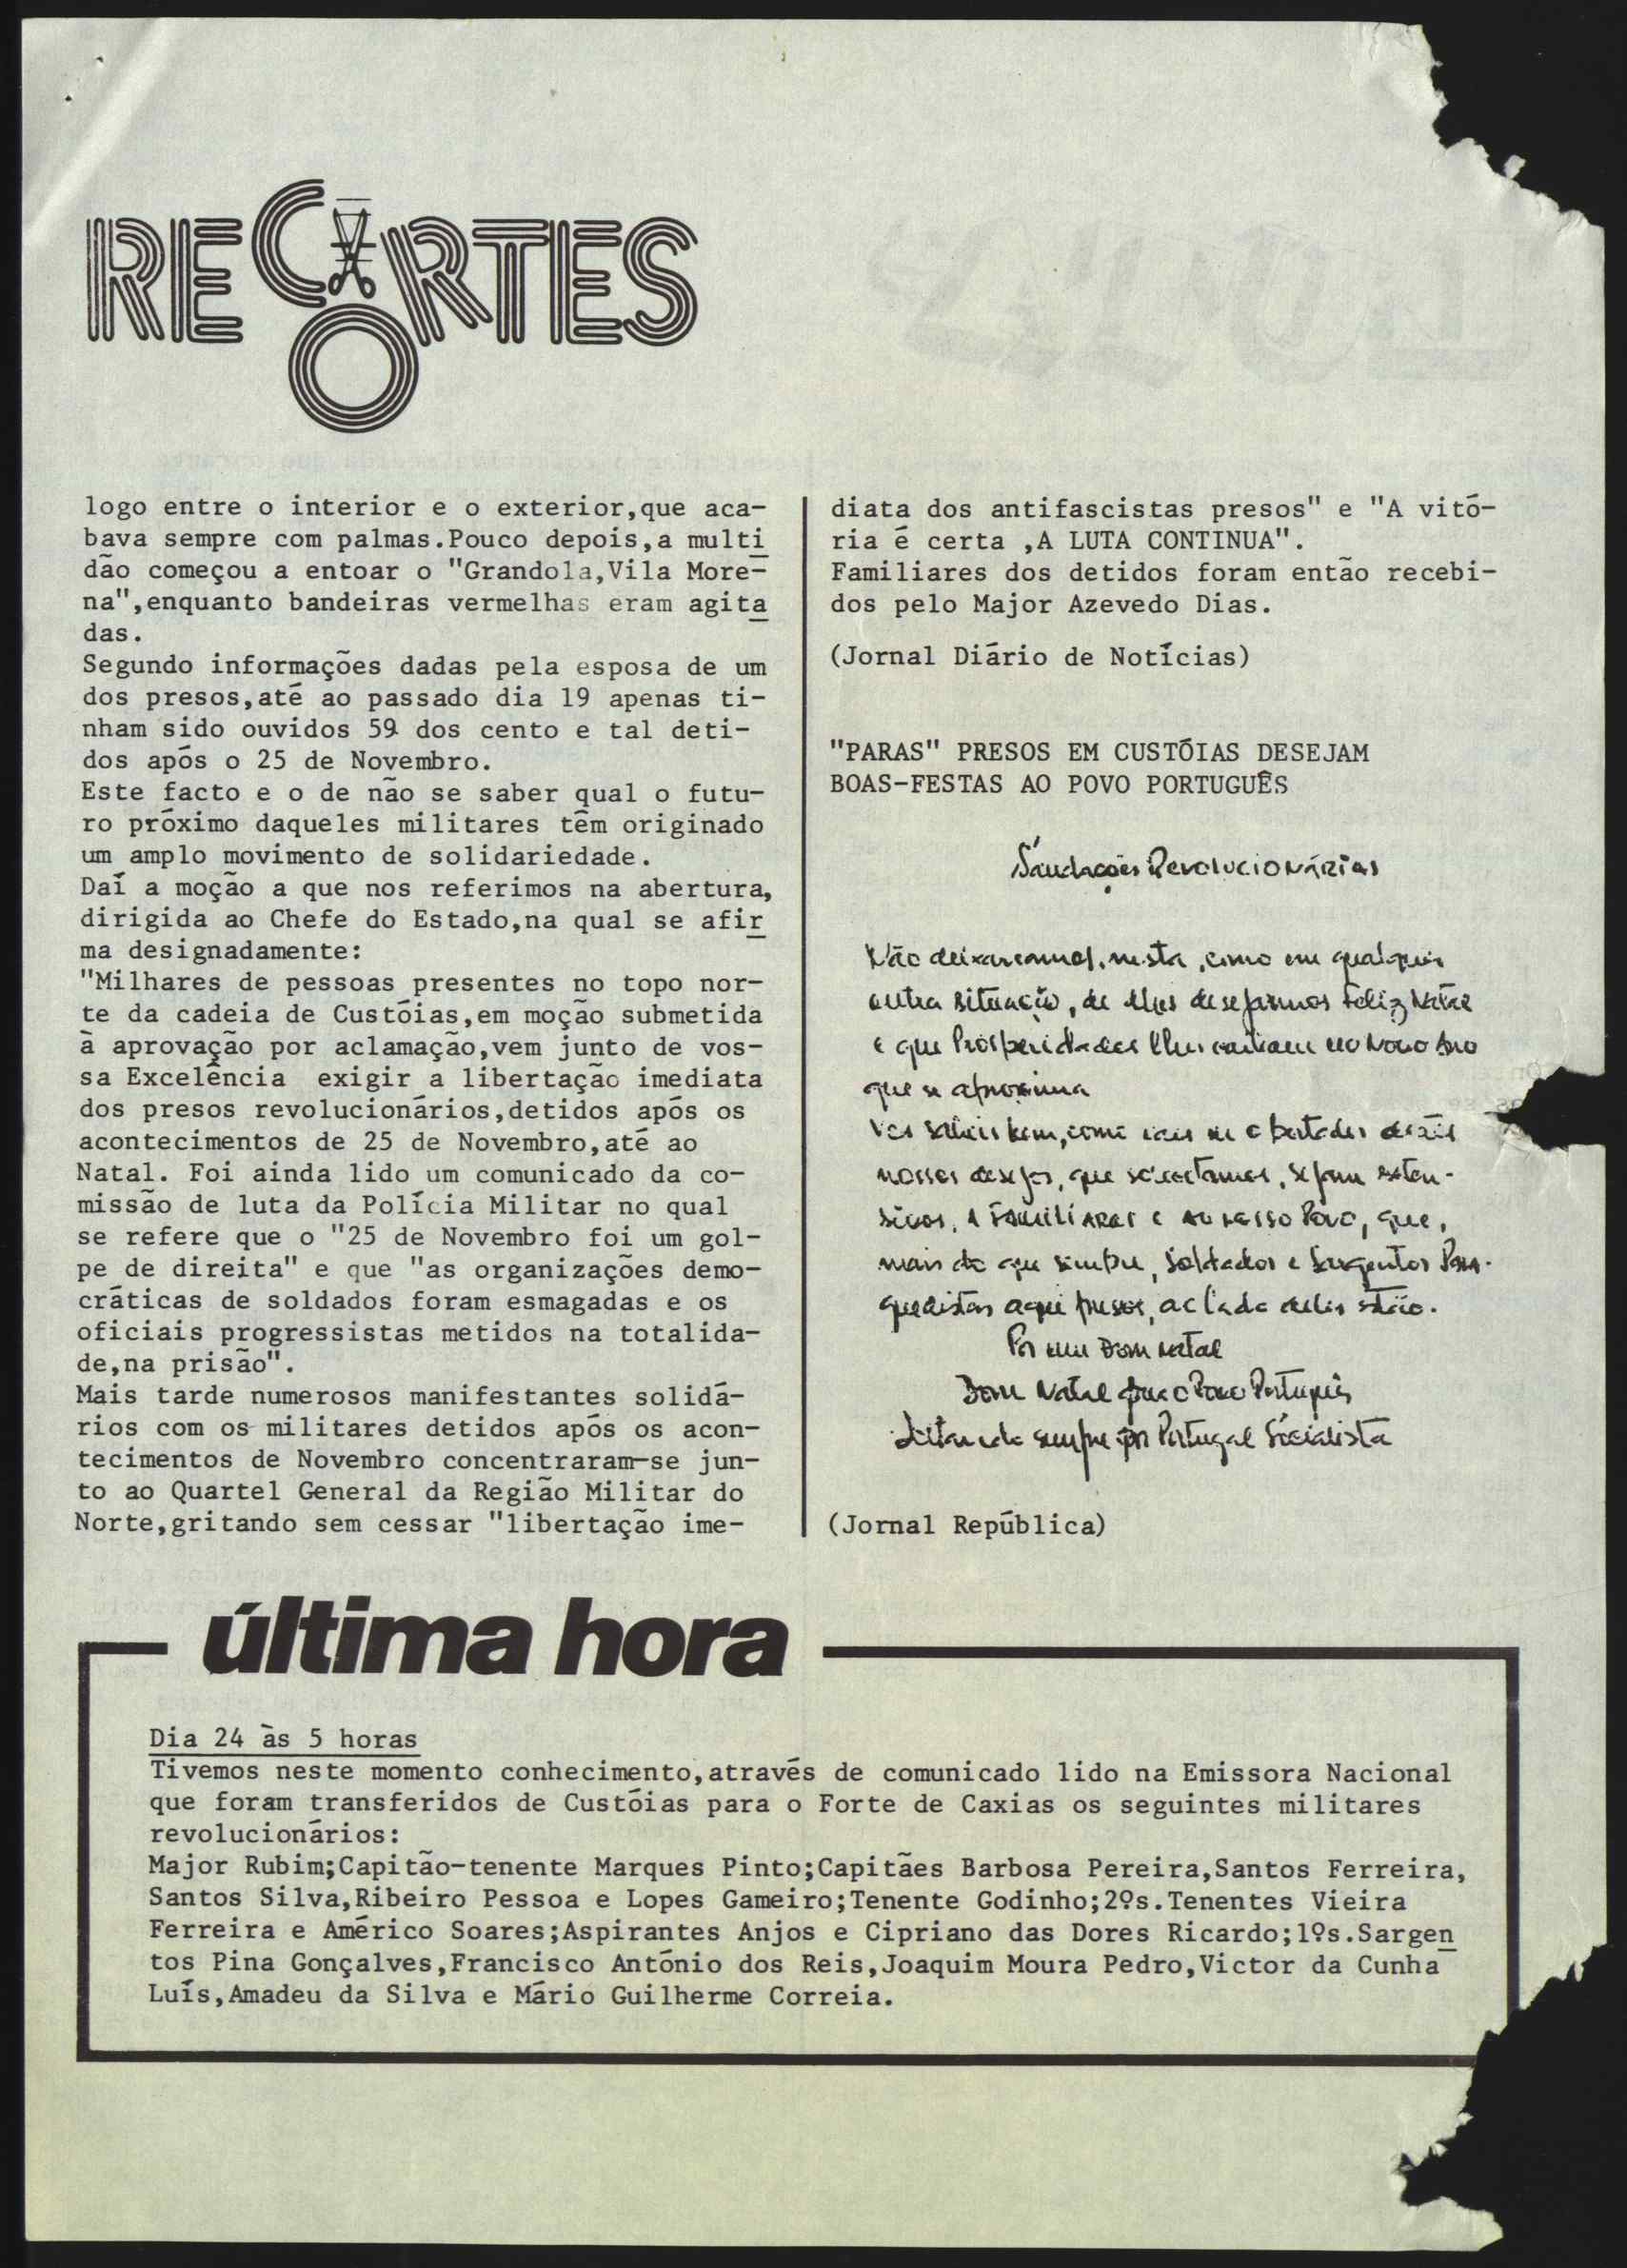 RECORTES
logo entre o interior e o exterior,que aca-
bava sempre com palmas.Pouco depois,a multi
dão começou a entoar o "Grandola,Vila More-
na",enquanto bandeiras vermelhas eram agita
das.
Segundo informações dadas pela esposa de um
dos presos,até ao passado dia 19 apenas ti-
nham sido ouvidos 59 dos cento e tal deti-
dos após o 25 de Novembro.
Este facto e o de não se saber qual o futu-
ro próximo daqueles militares têm originado
um amplo movimento de solidariedade.
Daí a moção a que nos referimos na abertura,
dirigida ao Chefe do Estado,na qual se afir
ma designadamente:
"Milhares de pessoas presentes no topo nor-
te da cadeia de Custóias,em moção submetida
à aprovação por aclamação,vem junto de vos-
sa Excelência exigir a libertação imediata
dos presos revolucionários,detidos após os
acontecimentos de 25 de Novembro,até ao
Natal. Foi ainda lido um comunicado da co-
missão de luta da Polícia Militar no qual
se refere que o "25 de Novembro foi um gol-
pe de direita" e que "as organizações demo-
cráticas de soldados foram esmagadas e os
oficiais progressistas metidos na totalida-
de,na prisão".
Mais tarde numerosos manifestantes solidá-
rios com os militares detidos após os acon-
tecimentos de Novembro concentraram-se jun-
to ao Quartel General da Região Militar do
Norte,gritando sem cessar "libertação ime-
diata dos antifascistas presos" e "A vitó-
ria é certa ,A LUTA CONTINUA".
Familiares dos detidos foram então recebi-
dos pelo Major Azevedo Dias.
(Jornal Diário de Notícias)
"PARAS" PRESOS EM CUSTÓIAS DESEJAM
BOAS-FESTAS AO POVO PORTUGUÊS
Saudações Revolucionárias
Não deixaremos, nesta, como em qualquer
outra situação, de lhes desejarmos Feliz Natal
e que Prosperidades lhes no Novo Ano
que se aproxima
Vós sabeis bem, como o portador destes
nossos desejos, que, sejam exten-
sivos, a Familiares e ao nosso Povo, que,
mais do que sempre, Soldados e Sargentos Para-
quedistas aqui presos, ao lado deles estão.
Por um Bom Natal
Bom Natal para o Povo Português
Lutando sempre por Portugal Socialista
(Jornal República)
última hora
Dia 24 às 5 horas
Tivemos neste momento conhecimento,através de comunicado lido na Emissora Nacional
que foram transferidos de Custóias para o Forte de Caxias os seguintes militares
revolucionários:
Major Rubim;Capitão-tenente Marques Pinto;Capitães Barbosa Pereira,Santos Ferreira,
Santos Silva,Ribeiro Pessoa e Lopes Gameiro;Tenente Godinho;2ºs.Tenentes Vieira
Ferreira e Américo Soares;Aspirantes Anjos e Cipriano das Dores Ricardo;1ºs.Sargen
tos Pina Gonçalves,Francisco António dos Reis,Joaquim Moura Pedro,Victor da Cunha
Luís,Amadeu da Silva e Mário Guilherme Correia.